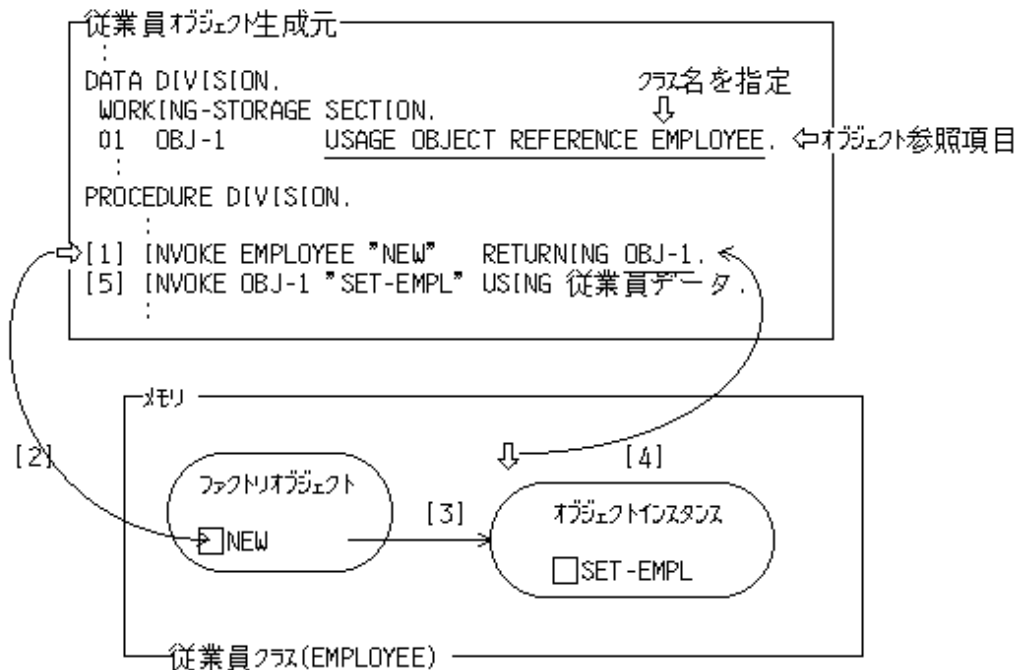 従業員ｵﾌﾞｼﾞｪｸﾄ生成元
:
DATA DIVISION.
ｸﾗｽ名を指定
WORKING-STORAGE SECTION.
⇩
01 OBJ-1 USAGE OBJECT REFERENCE EMPLOYEE. ⇦ｵﾌﾞｼﾞｪｸﾄ参照項目
:
PROCEDURE DIVISION.
:
⇨[1] INVOKE EMPLOYEE "NEW" RETURNING OBJ-1.
[5] INVOKE OBJ-1 "SET-EMPL" USING 従業員データ.
:
ﾒﾓﾘ
[2]
⇩
[4]
ﾌｧｸﾄﾘｵﾌﾞｼﾞｪｸﾄ
[3]
ｵﾌﾞｼﾞｪｸﾄｲﾝｽﾀﾝｽ
□NEW
□SET-EMPL
従業員ｸﾗｽ(EMPLOYEE)